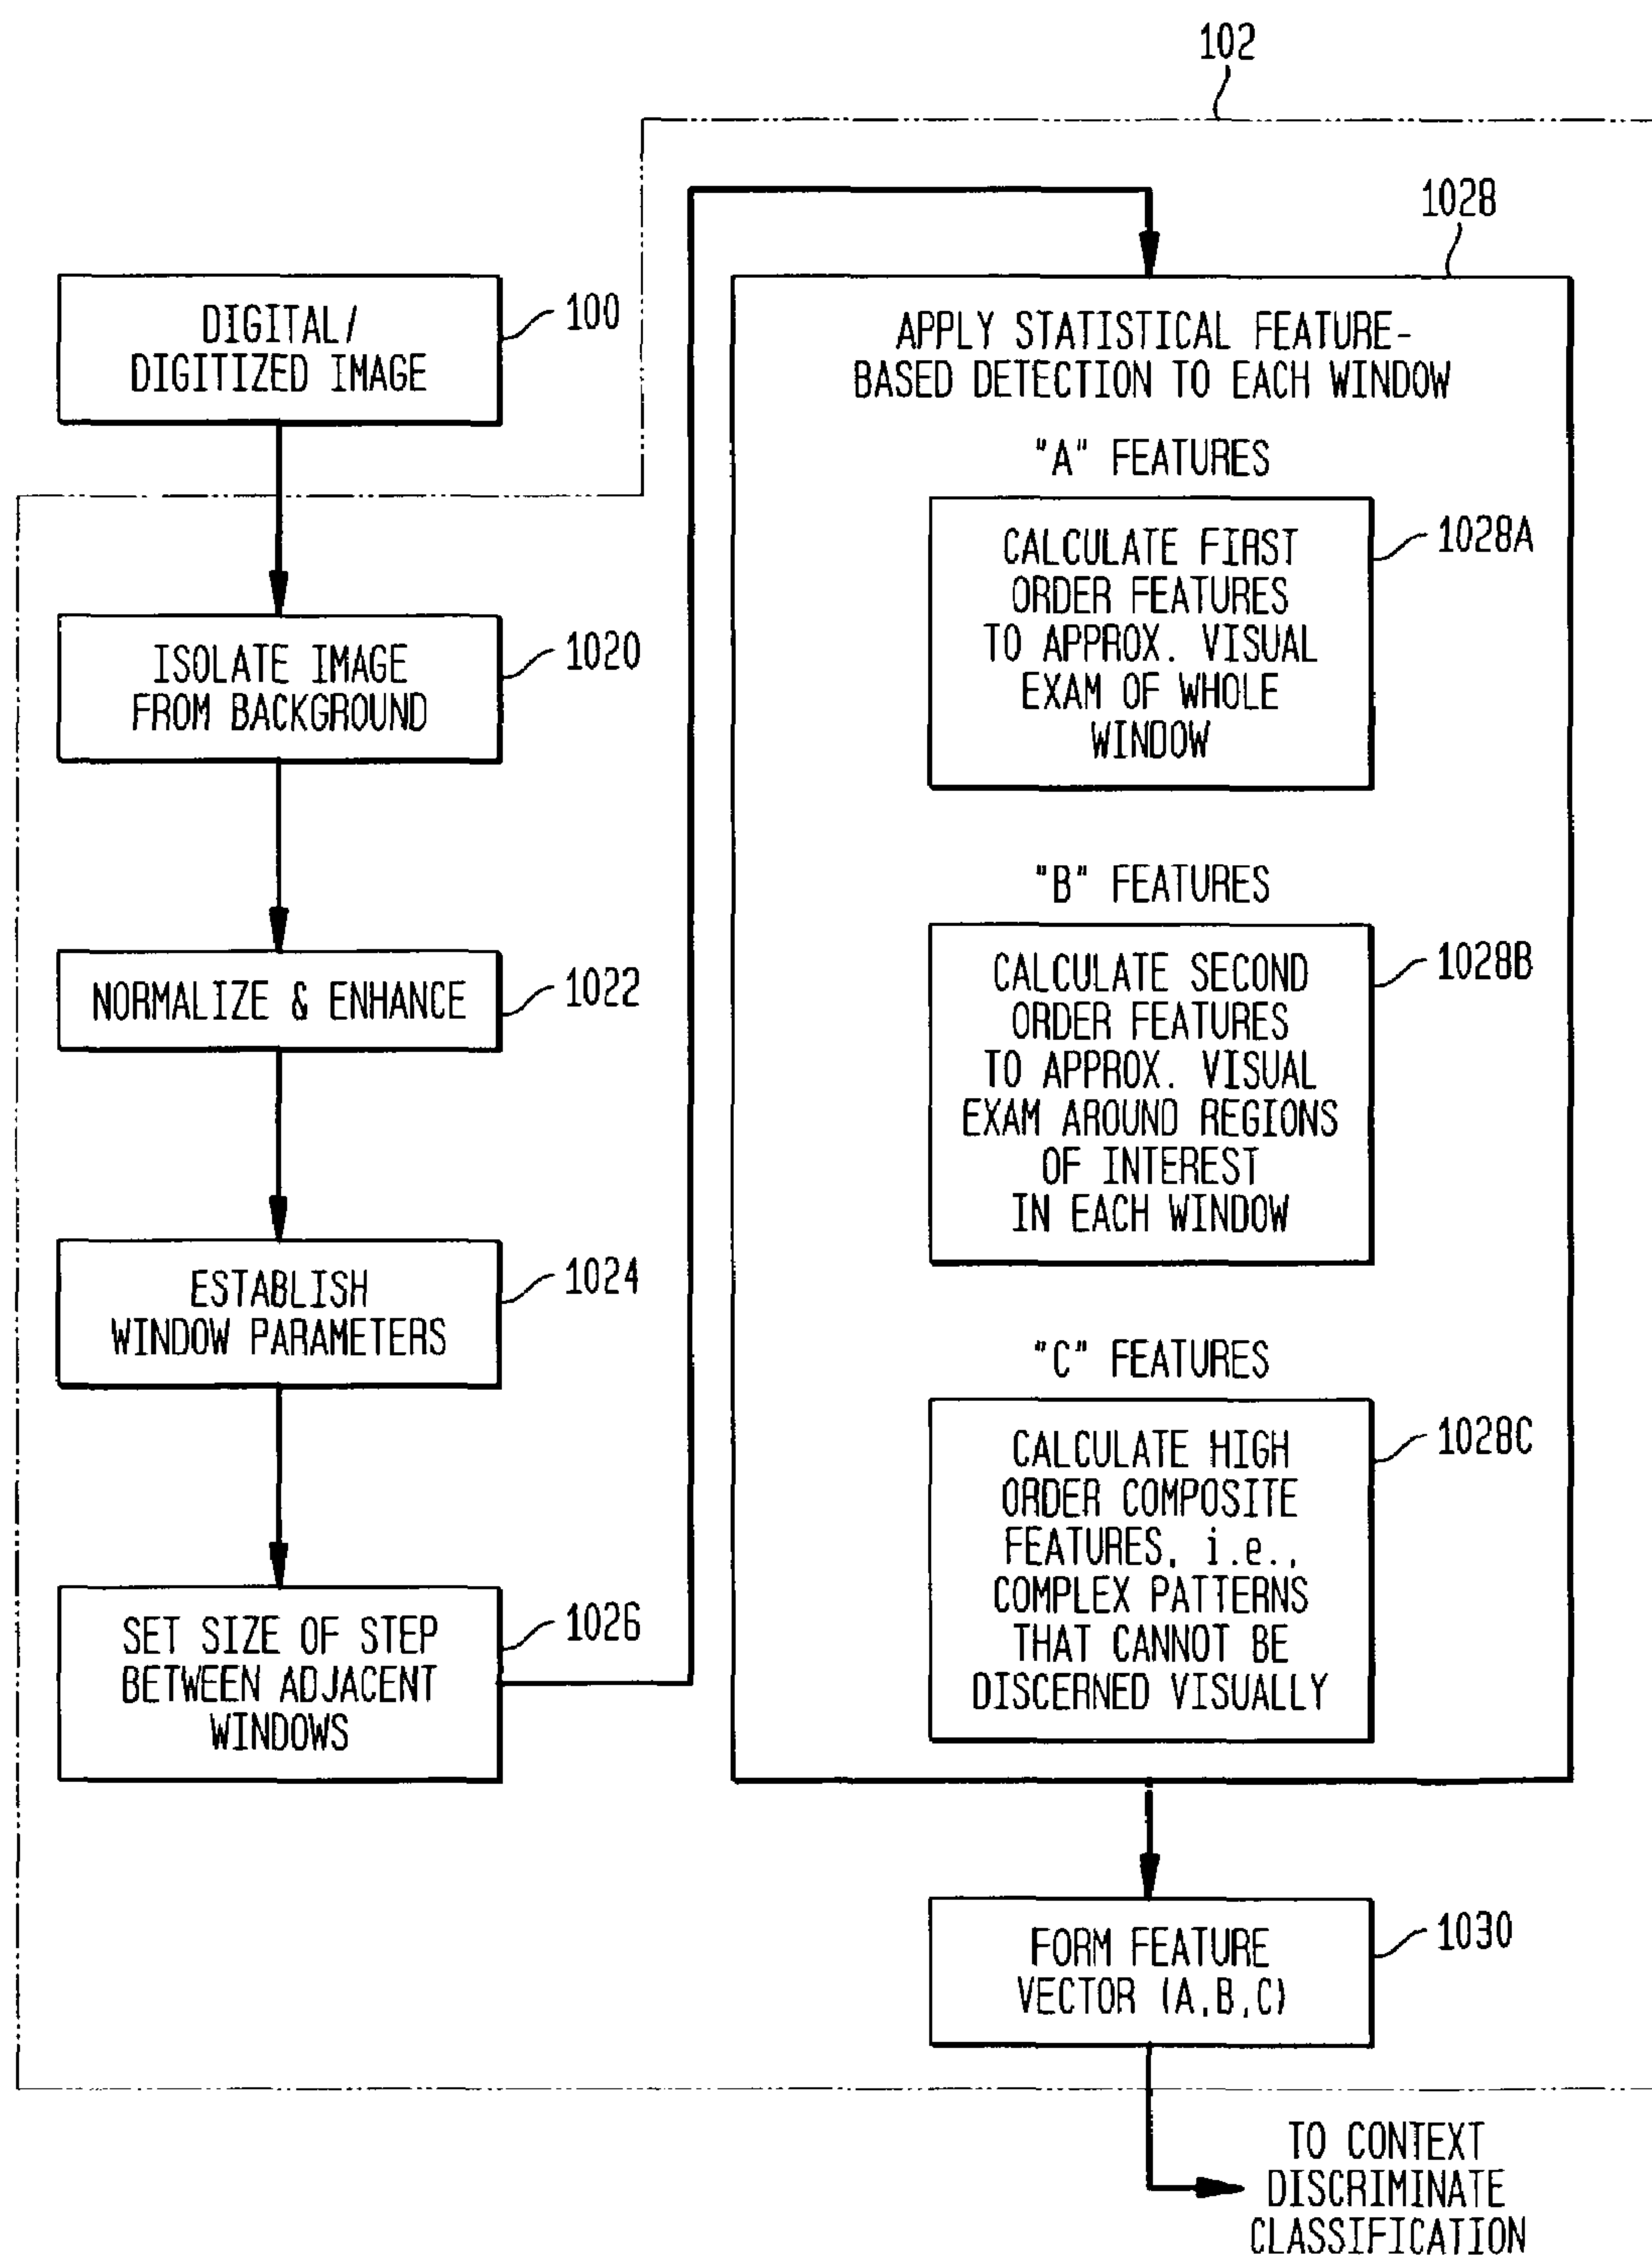 102
DIGITAL/
DIGITIZED IMAGE
100
ISOLATE IMAGE
FROM BACKGROUND
1020
NORMALIZE & ENHANCE
1022
ESTABLISH
WINDOW PARAMETERS
1024
SET SIZE OF STEP
BETWEEN ADJACENT
WINDOWS
1026
1028
APPLY STATISTICAL FEATURE-
BASED DETECTION TO EACH WINDOW
"A" FEATURES
CALCULATE FIRST
ORDER FEATURES
TO APPROX. VISUAL
EXAM OF WHOLE
WINDOW
1028A
"B" FEATURES
CALCULATE SECOND
ORDER FEATURES
TO APPROX. VISUAL
EXAM AROUND REGIONS
OF INTEREST
IN EACH WINDOW
1028B
"C" FEATURES
CALCULATE HIGH
ORDER COMPOSITE
FEATURES, i.e.,
COMPLEX PATTERNS
THAT CANNOT BE
DISCERNED VISUALLY
1028C
FORM FEATURE
VECTOR (A,B,C)
1030
TO CONTEXT
DISCRIMINATE
CLASSIFICATION